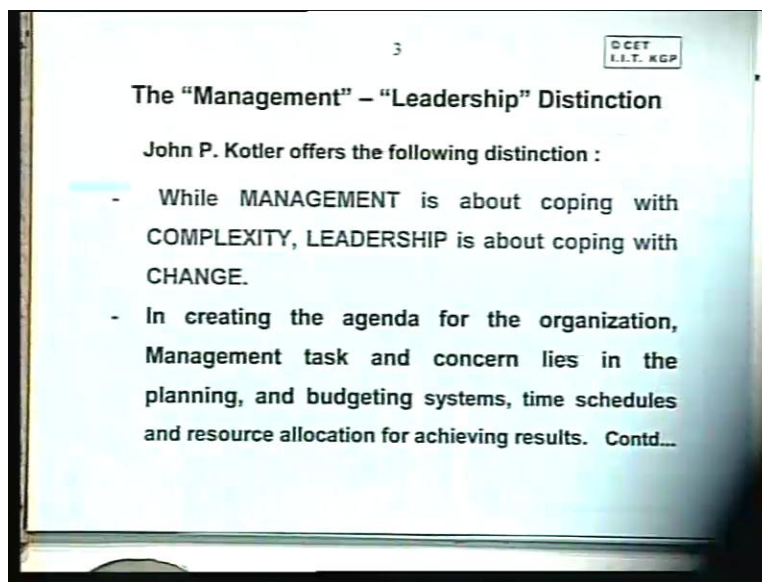 3
© CET
I.I.T. KGP
The “Management” – “Leadership” Distinction
John P. Kotler offers the following distinction :
- While MANAGEMENT is about coping with
COMPLEXITY, LEADERSHIP is about coping with
CHANGE.
- In creating the agenda for the organization,
Management task and concern lies in the
planning, and budgeting systems, time schedules
and resource allocation for achieving results. Contd...